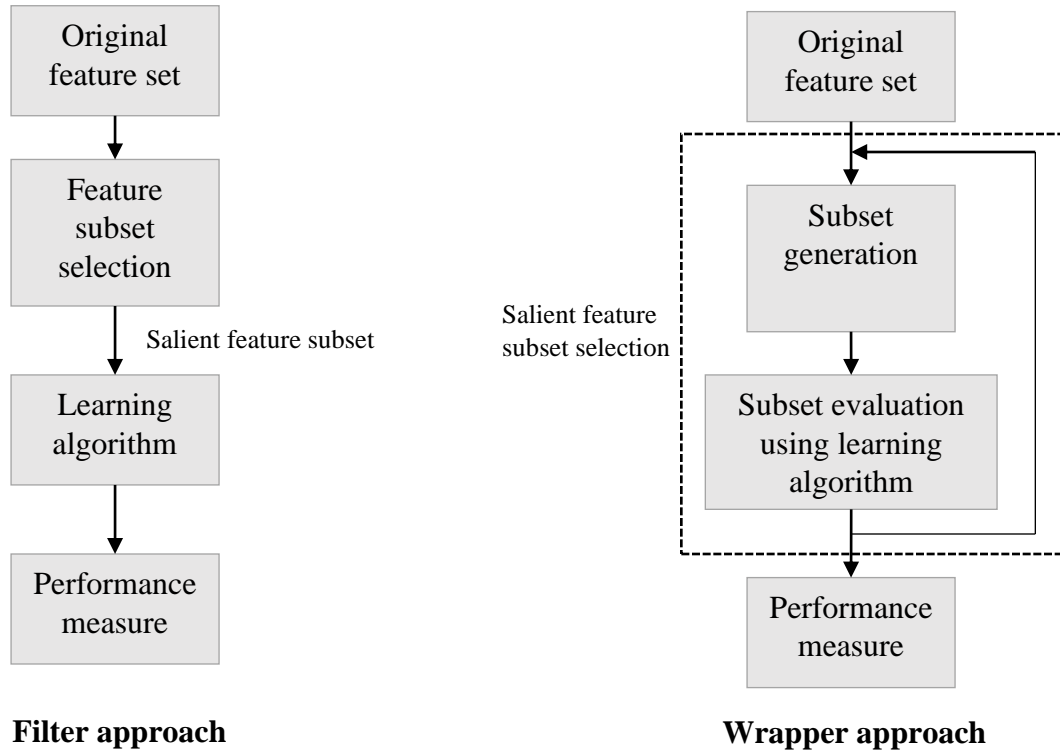 Original
feature set
Feature
subset
selection
Salient feature subset
Learning
algorithm
Performance
measure
Filter approach
Original
feature set
Subset
generation
Salient feature
subset selection
Subset evaluation
using learning
algorithm
Performance
measure
Wrapper approach